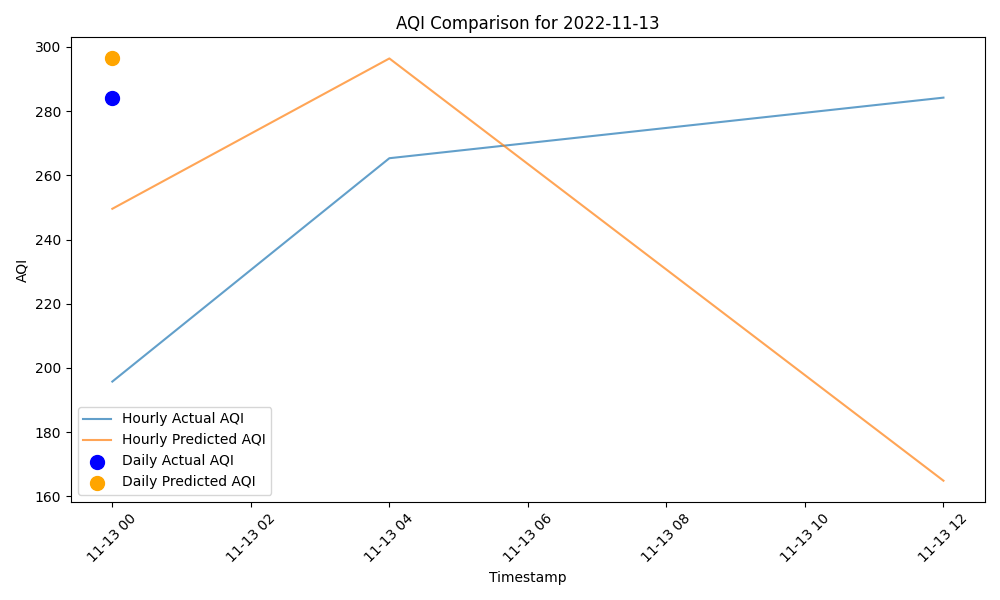 AQI Comparison for 2022-11-13
AQI
300
280
260
240
220
200
180
160
Hourly Actual AQI
Hourly Predicted AQI
Daily Actual AQI
Daily Predicted AQI
11-13 00
11-13 02
11-13 04
11-13 06
11-13 08
11-13 10
11-13 12
Timestamp